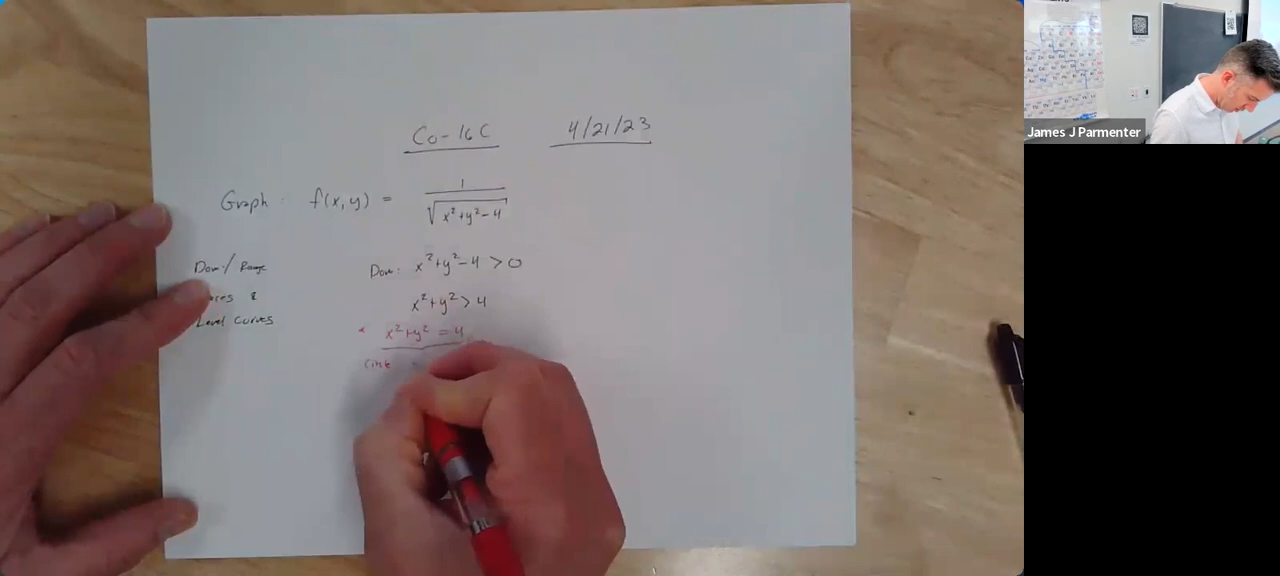 Co-16C 4/21/23
Graph: f(x,y) = 1/√(x²+y²-4)
Dom/Range Dom: x²+y²-4 > 0
& x²+y² > 4
Level Curves x²+y² = 4
James J Parmenter